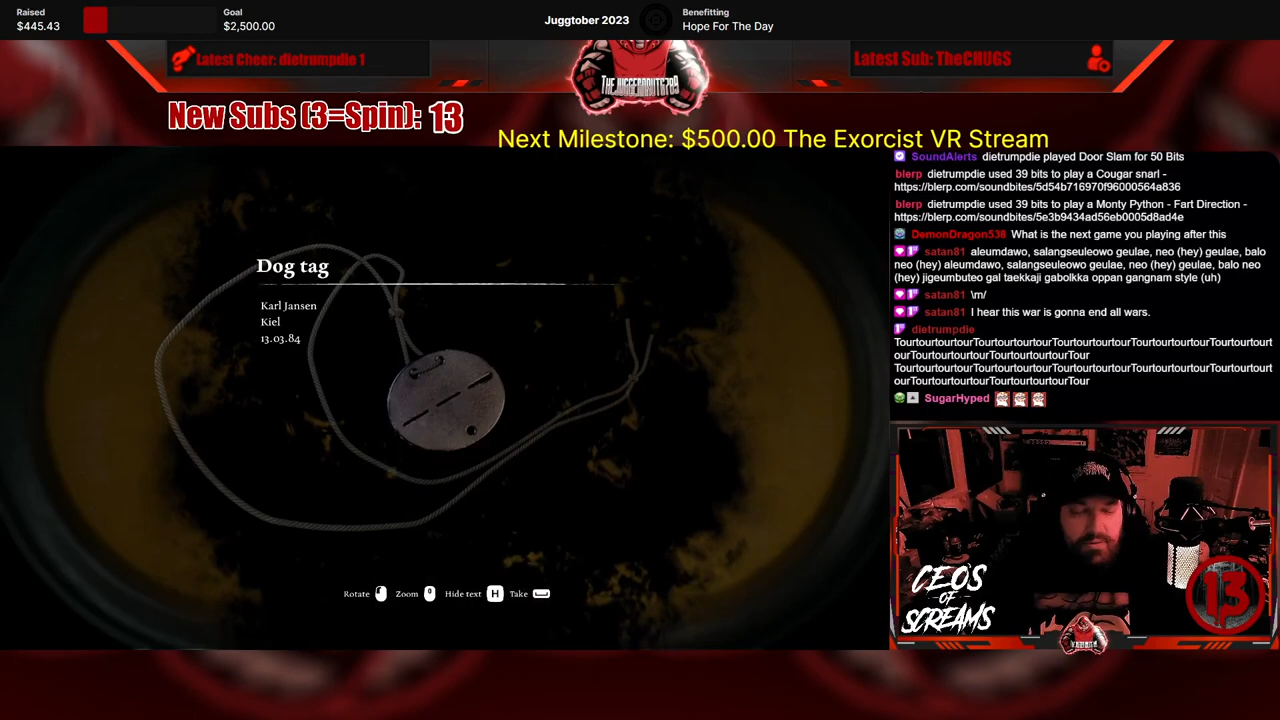 Raised
$445.43
Goal
$2,500.00
Juggtober 2023
Benefitting
Hope For The Day
Latest Cheer: dietrumpdie 1
THEJUGGERNAUT6789
Latest Sub: TheCHUGS
New Subs (3=Spin): 13
Next Milestone: $500.00 The Exorcist VR Stream
SoundAlerts dietrumpdie played Door Slam for 50 Bits
blerp dietrumpdie used 39 bits to play a Cougar snarl -
https://blerp.com/soundbites/5d54b716970f96000564a836
blerp dietrumpdie used 39 bits to play a Monty Python - Fart Direction -
https://blerp.com/soundbites/5e3b9434ad56eb0005d8ad4e
DemonDragon538 What is the next game you playing after this
satan81 aleumdawo, salangseuleowo geulae, neo (hey) geulae, balo
neo (hey) aleumdawo, salangseuleowo geulae, neo (hey) geulae, balo neo
(hey) jigeumbuteo gal taekkaji gabolkka oppan gangnam style (uh)
satan81 \m/
satan81 I hear this war is gonna end all wars.
dietrumpdie
TourtourtourTourtourtourTourtourtourTourtourtourTourtourtourTourtourt
ourTourtourtourTourtourtourTour
TourtourtourTourtourtourTourtourtourTourtourtourTourtourtourTourtourt
ourTourtourtourTourtourtourTour
SugarHyped
Dog tag
Karl Jansen
Kiel
13.03.84
Rotate Zoom Hide text H Take
CEOS
OF
SCREAMS
13